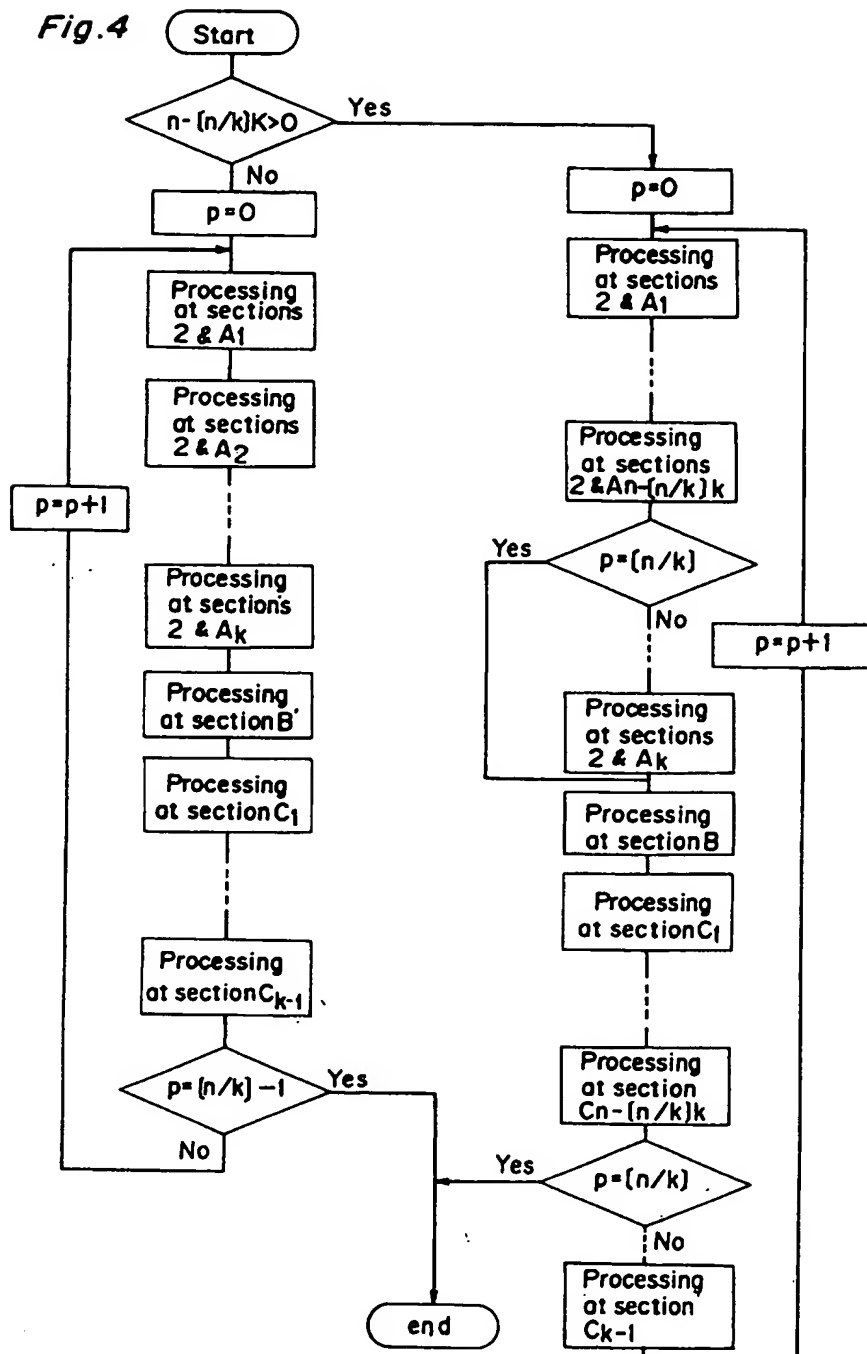 Fig.4
Start
n-[n/k]K>0
Yes
No
p=0
Processing
at sections
2 & A1
Processing
at sections
2 & A2
p=p+1
Processing
at sections
2 & Ak
Processing
at section B
Processing
at section C1
Processing
at section Ck-1
p=[n/k]-1
Yes
No
p=0
Processing
at sections
2 & A1
Processing
at sections
2 & An-[n/k]k
Yes
p=[n/k]
No
p=p+1
Processing
at sections
2 & Ak
Processing
at section B
Processing
at section C1
Processing
at section
Cn-[n/k]k
Yes
p=[n/k]
No
Processing
at section
Ck-1
end